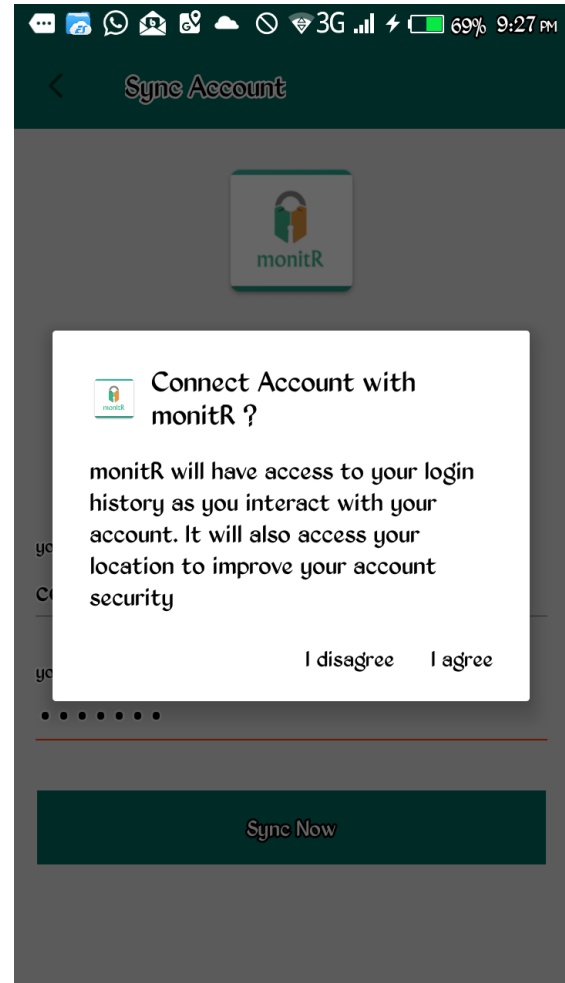 3G 69% 9:27 PM
Sync Account
monitR
monitR
Connect Account with
monitR ?
monitR will have access to your login
history as you interact with your
account. It will also access your
location to improve your account
security
I disagree I agree
Sync Now